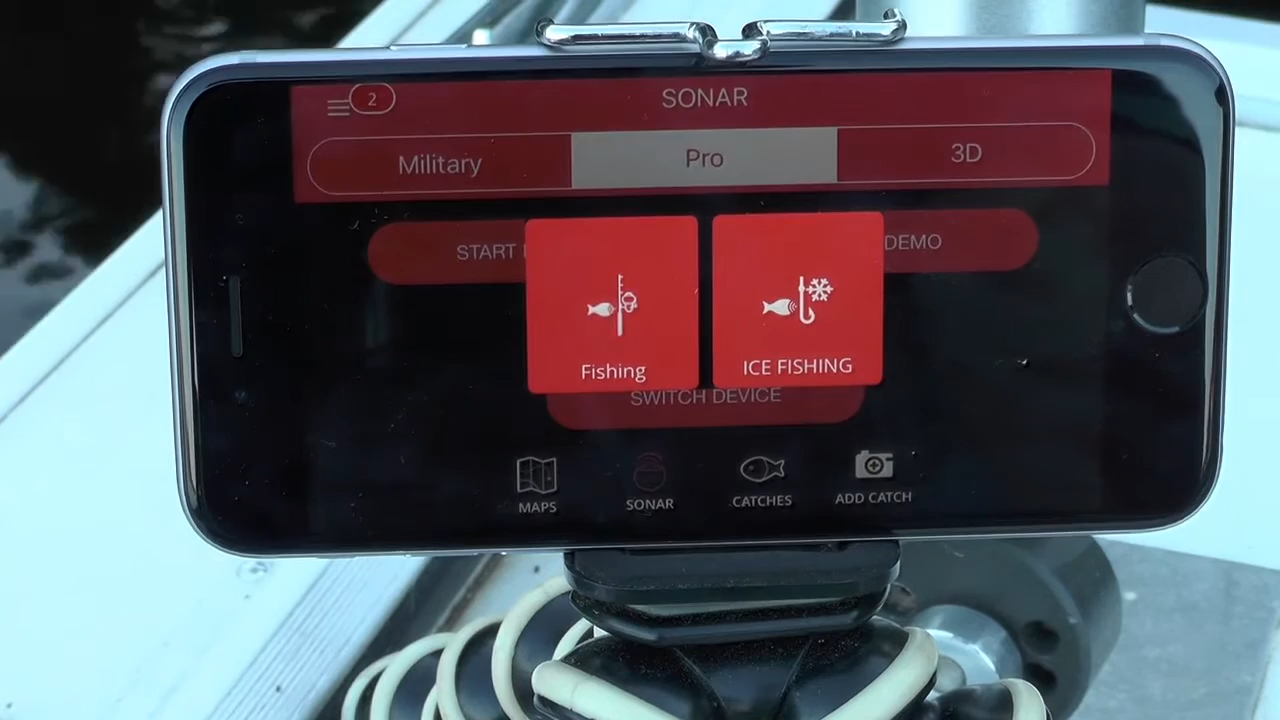 2
SONAR
Military
Pro
3D
START
DEMO
Fishing
ICE FISHING
SWITCH DEVICE
MAPS
SONAR
CATCHES
ADD CATCH